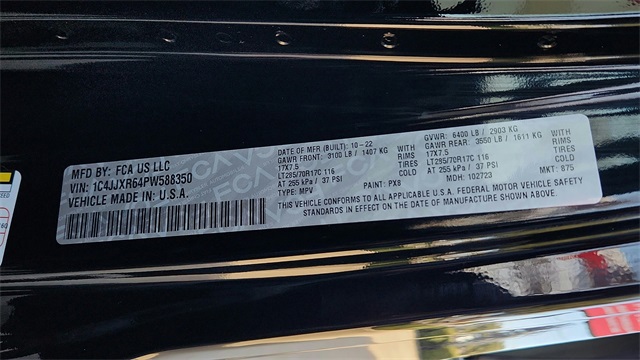 MFD BY: FCA US LLC
VIN: 1C4JJXR64PW588350
VEHICLE MADE IN U.S.A.
DATE OF MFR (BUILT): 10-22
GAWR FRONT: 3100 LB / 1407 KG WITH
17X7.5 TIRES
LT295/70R17C 116 RIMS
AT 255 kPa / 37 PSI
TYPE: MPV PAINT: PX8
GVWR: 6400 LB / 2903 KG
GAWR REAR: 3550 LB / 1611 KG WITH
17X7.5 TIRES
LT285/70R17C 116 RIMS
AT 255 kPa / 37 PSI
MDH: 102723 MKT: 875
THIS VEHICLE CONFORMS TO ALL APPLICABLE U.S.A. FEDERAL MOTOR VEHICLE
SAFETY STANDARDS IN EFFECT ON THE DATE OF MANUFACTURE SHOWN ABOVE.